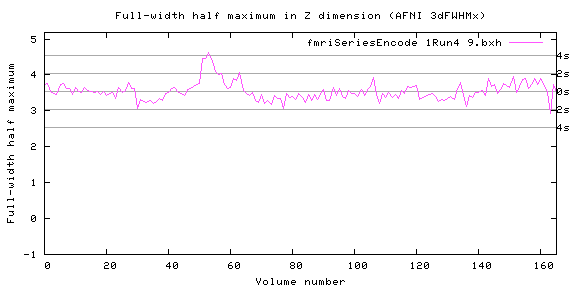 Full-width half maximum in Z dimension (AFNI 3dFWHMx)
fmriSeriesEncode 1Run4 9.bxh
Full-width half maximum
5
4
3
2
1
0
-1
4s
2s
0s
2s
4s
0 20 40 60 80 100 120 140 160
Volume number